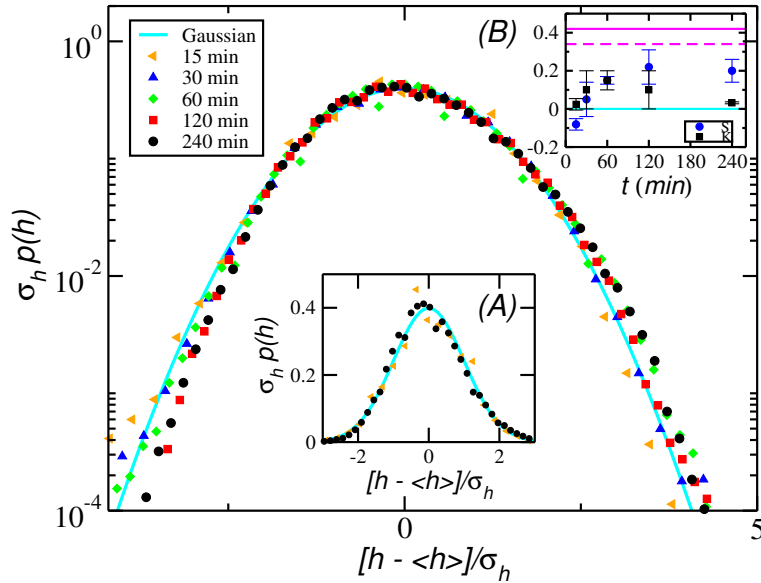 10^0
10^-2
10^-4
σ_h p(h)
Gaussian
15 min
30 min
60 min
120 min
240 min
(B)
0.4
0.2
0
-0.2
0 60 120 180 240
t (min)
S
K
(A)
0.4
0.2
0
σ_h p(h)
-2 0 2
[h - <h>]/σ_h
0 5
[h - <h>]/σ_h